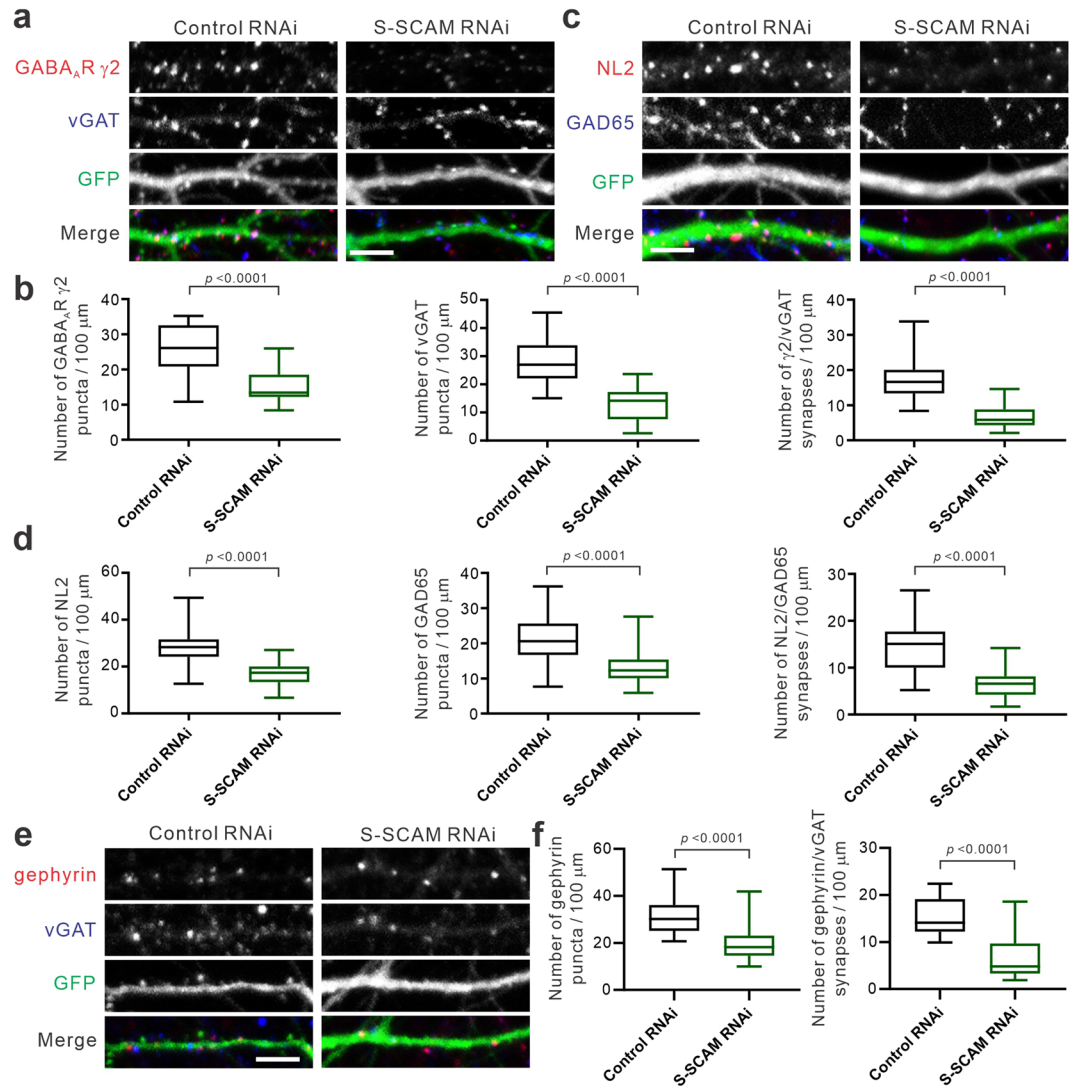 a
Control RNAi
S-SCAM RNAi
GABAAR γ2
vGAT
GFP
Merge
c
Control RNAi
S-SCAM RNAi
NL2
GAD65
GFP
Merge
b
Number of GABAAR γ2
puncta / 100 μm
40
30
20
10
0
p <0.0001
Control RNAi
S-SCAM RNAi
Number of vGAT
puncta / 100 μm
50
40
30
20
10
0
p <0.0001
Control RNAi
S-SCAM RNAi
Number of γ2/vGAT
synapses / 100 μm
40
30
20
10
0
p <0.0001
Control RNAi
S-SCAM RNAi
d
Number of NL2
puncta / 100 μm
60
40
20
0
p <0.0001
Control RNAi
S-SCAM RNAi
Number of GAD65
puncta / 100 μm
40
30
20
10
0
p <0.0001
Control RNAi
S-SCAM RNAi
Number of NL2/GAD65
synapses / 100 μm
30
20
10
0
p <0.0001
Control RNAi
S-SCAM RNAi
e
Control RNAi
S-SCAM RNAi
gephyrin
vGAT
GFP
Merge
f
Number of gephyrin
puncta / 100 μm
60
40
20
0
p <0.0001
Control RNAi
S-SCAM RNAi
Number of gephyrin/vGAT
synapses / 100 μm
30
20
10
0
p <0.0001
Control RNAi
S-SCAM RNAi